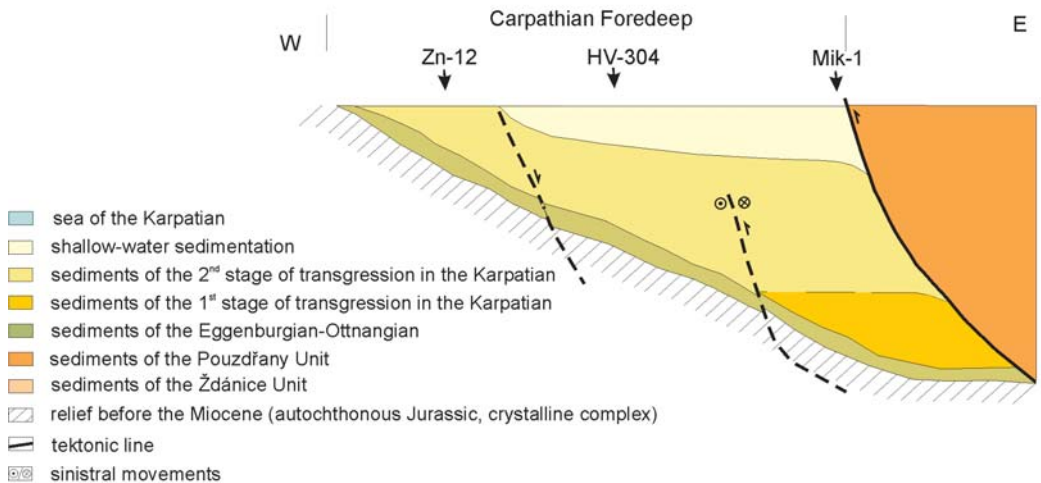 Carpathian Foredeep
W
E
Zn-12
HV-304
Mik-1
sea of the Karpatian
shallow-water sedimentation
sediments of the 2nd stage of transgression in the Karpatian
sediments of the 1st stage of transgression in the Karpatian
sediments of the Eggenburgian-Ottnangian
sediments of the Pouzdřany Unit
sediments of the Ždánice Unit
relief before the Miocene (autochthonous Jurassic, crystalline complex)
tektonic line
sinistral movements